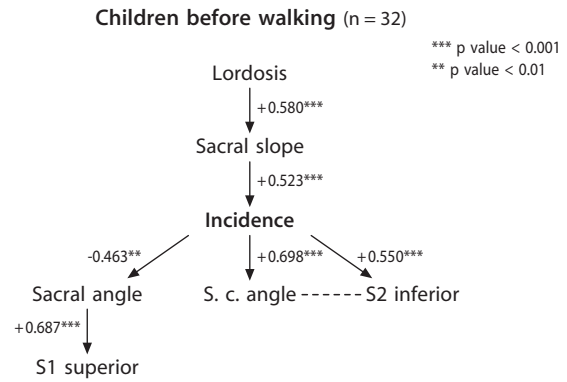 Children before walking (n = 32)
*** p value < 0.001
** p value < 0.01
Lordosis
+0.580***
Sacral slope
+0.523***
Incidence
-0.463** +0.698*** +0.550***
Sacral angle S. c. angle S2 inferior
+0.687***
S1 superior